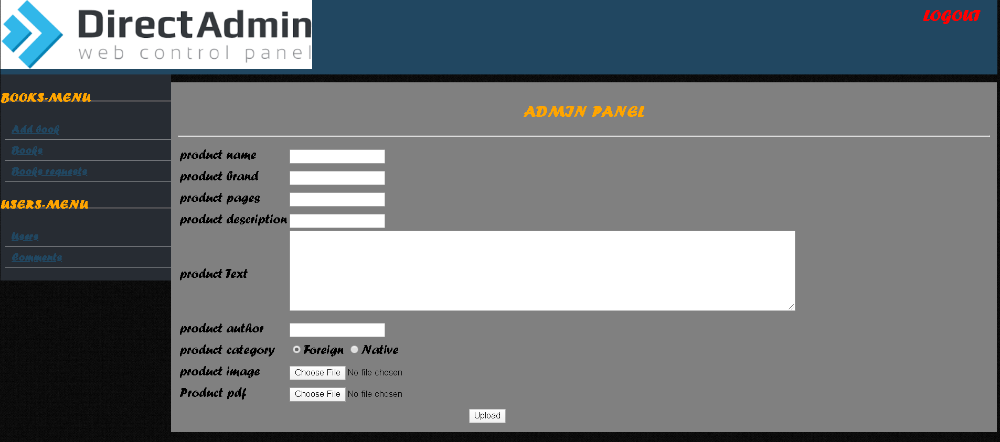 DirectAdmin
web control panel
LOGOUT
BOOKS-MENU
Add book
Books
Books requests
USERS-MENU
Users
Comments
ADMIN PANEL
product name
product brand
product pages
product description
product Text
product author
product category Foreign Native
product image Choose File No file chosen
Product pdf Choose File No file chosen
Upload